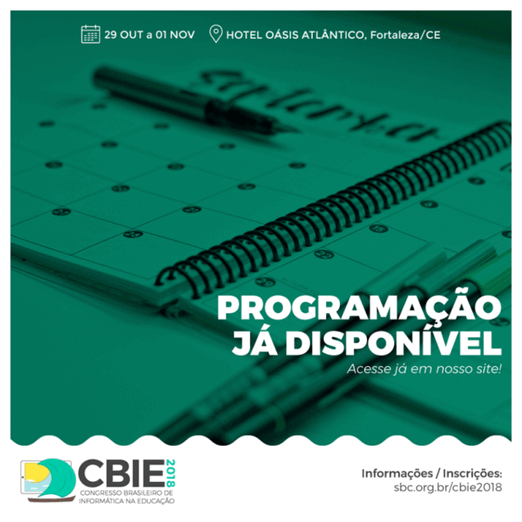 29 OUT a 01 NOV
HOTEL OÁSIS ATLÂNTICO, Fortaleza/CE
September
PROGRAMAÇÃO
JÁ DISPONÍVEL
Acesse já em nosso site!
CBIE 2018
CONGRESSO BRASILEIRO DE
INFORMÁTICA NA EDUCAÇÃO
Informações / Inscrições:
sbc.org.br/cbie2018